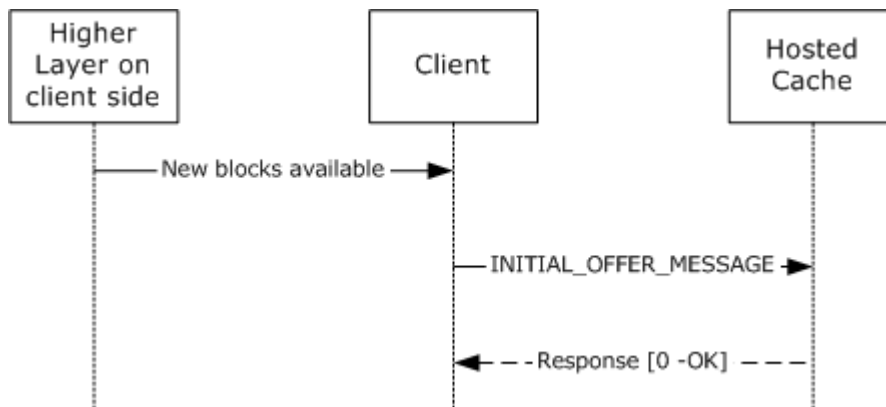 Higher
Layer on
client side
Client
Hosted
Cache
New blocks available
INITIAL_OFFER_MESSAGE
Response [0 -OK]